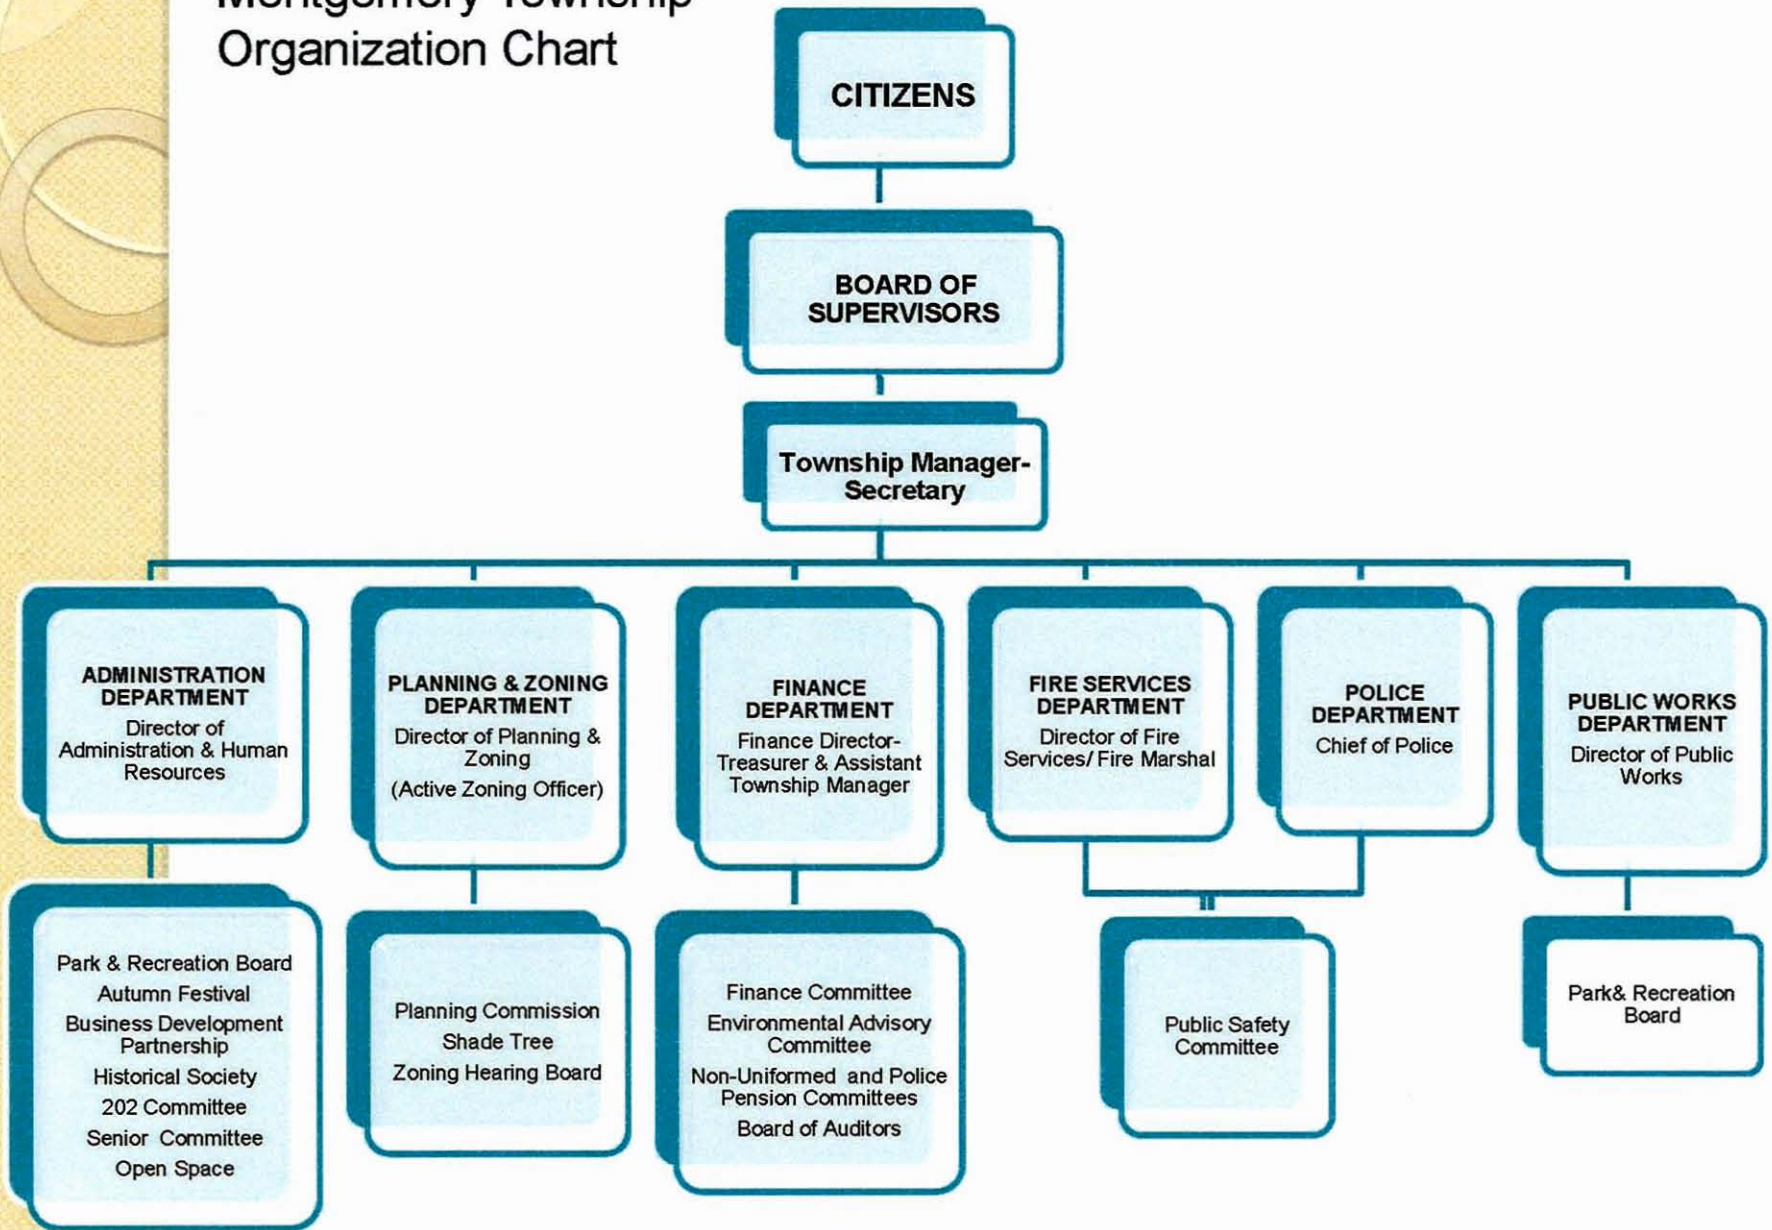 Montgomery Township
Organization Chart
CITIZENS
BOARD OF
SUPERVISORS
Township Manager-
Secretary
ADMINISTRATION
DEPARTMENT
Director of
Administration & Human
Resources
PLANNING & ZONING
DEPARTMENT
Director of Planning &
Zoning
(Active Zoning Officer)
FINANCE
DEPARTMENT
Finance Director-
Treasurer & Assistant
Township Manager
FIRE SERVICES
DEPARTMENT
Director of Fire
Services/ Fire Marshal
POLICE
DEPARTMENT
Chief of Police
PUBLIC WORKS
DEPARTMENT
Director of Public
Works
Park & Recreation Board
Autumn Festival
Business Development
Partnership
Historical Society
202 Committee
Senior Committee
Open Space
Planning Commission
Shade Tree
Zoning Hearing Board
Finance Committee
Environmental Advisory
Committee
Non-Uniformed and Police
Pension Committees
Board of Auditors
Public Safety
Committee
Park& Recreation
Board